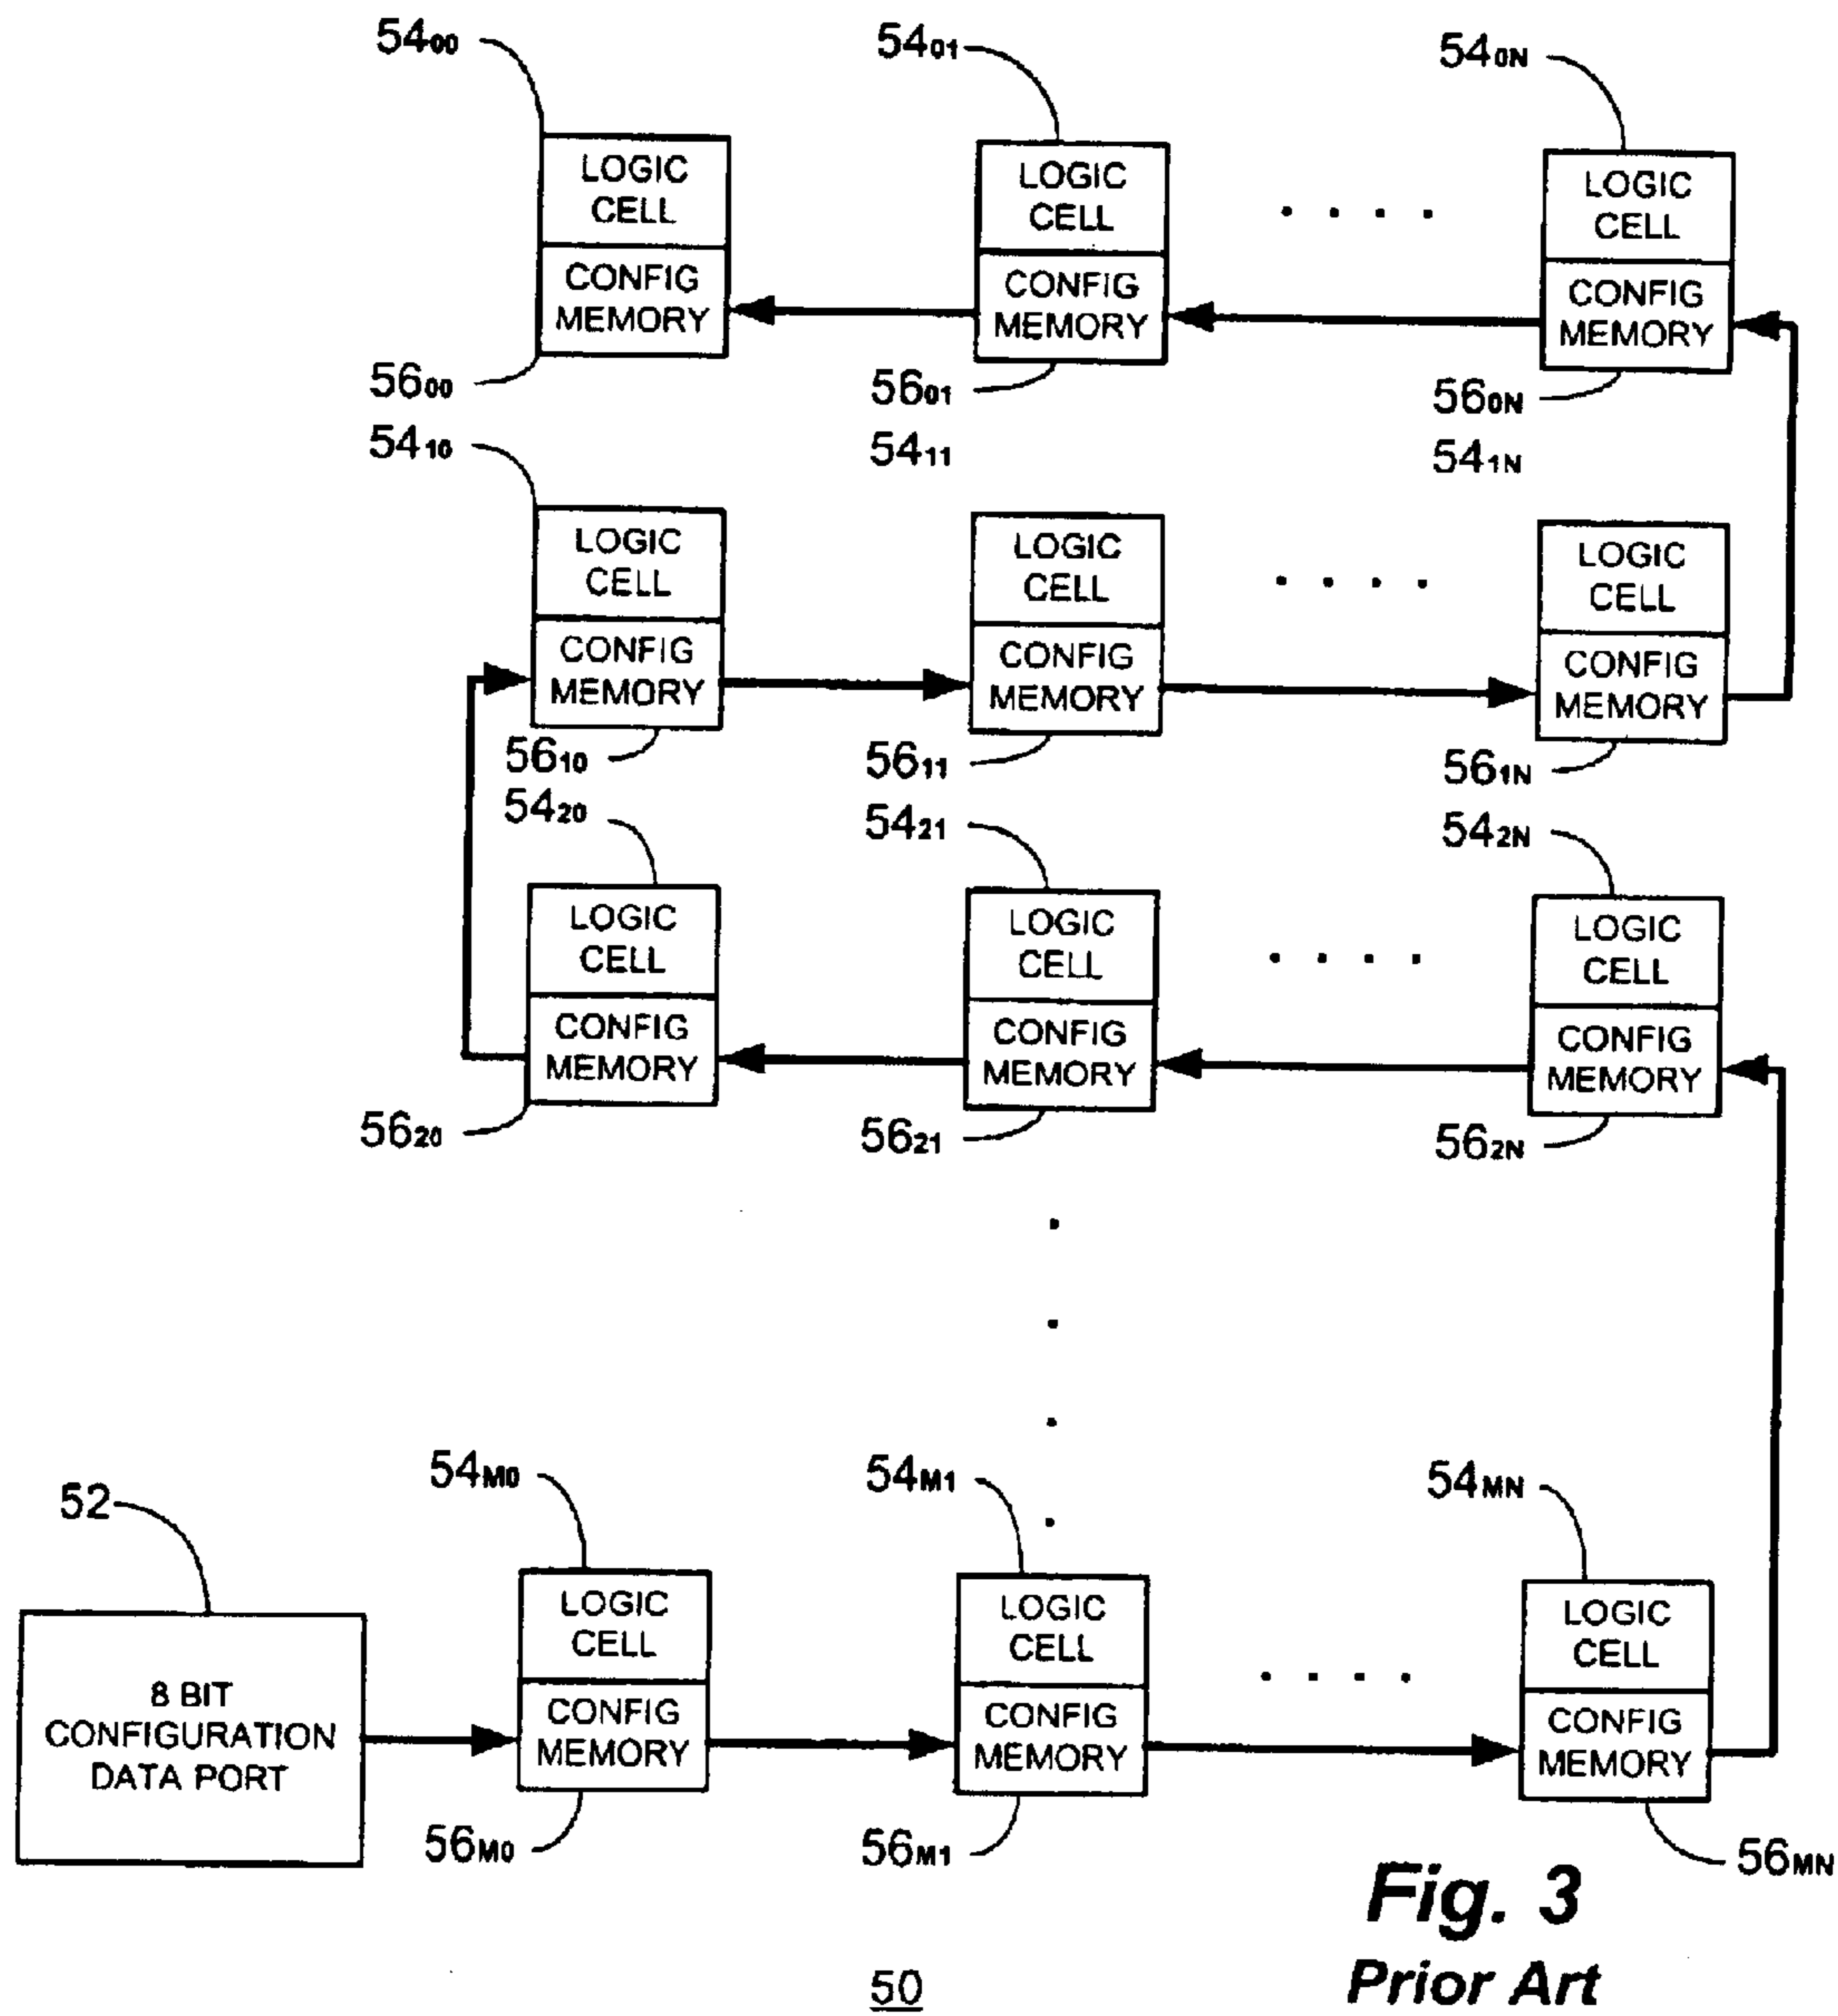 54₀₀ 54₀₁ 54₀N
LOGIC CELL LOGIC CELL LOGIC CELL
CONFIG MEMORY CONFIG MEMORY CONFIG MEMORY
56₀₀ 56₀₁ 56₀N
54₁₀ 54₁₁ 54₁N
LOGIC CELL LOGIC CELL LOGIC CELL
CONFIG MEMORY CONFIG MEMORY CONFIG MEMORY
56₁₀ 56₁₁ 56₁N
54₂₀ 54₂₁ 54₂N
LOGIC CELL LOGIC CELL LOGIC CELL
CONFIG MEMORY CONFIG MEMORY CONFIG MEMORY
56₂₀ 56₂₁ 56₂N
52 54M₀ 54M₁ 54MN
LOGIC CELL LOGIC CELL LOGIC CELL
8 BIT
CONFIGURATION
DATA PORT
CONFIG MEMORY CONFIG MEMORY CONFIG MEMORY
56M₀ 56M₁ 56MN
Fig. 3
Prior Art
50